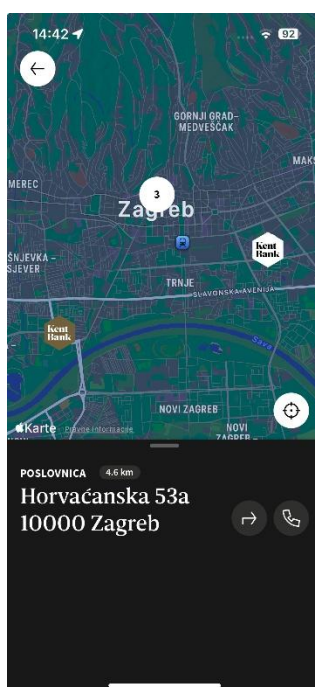 14:42
92
GORNJI GRAD-
MEDVEŠČAK
MAKS
MEREC
3
Zagreb
Kent
Bank
ŠNJEVKA –
SJEVER
TRNJE
SLAVONSKA AVENIJA
Kent
Bank
Sava
NOVI ZAGREB
NOVI
ZAGREB –
Karte
Pravne informacije
POSLOVNICA
4.6 km
Horvaćanska 53a
10000 Zagreb